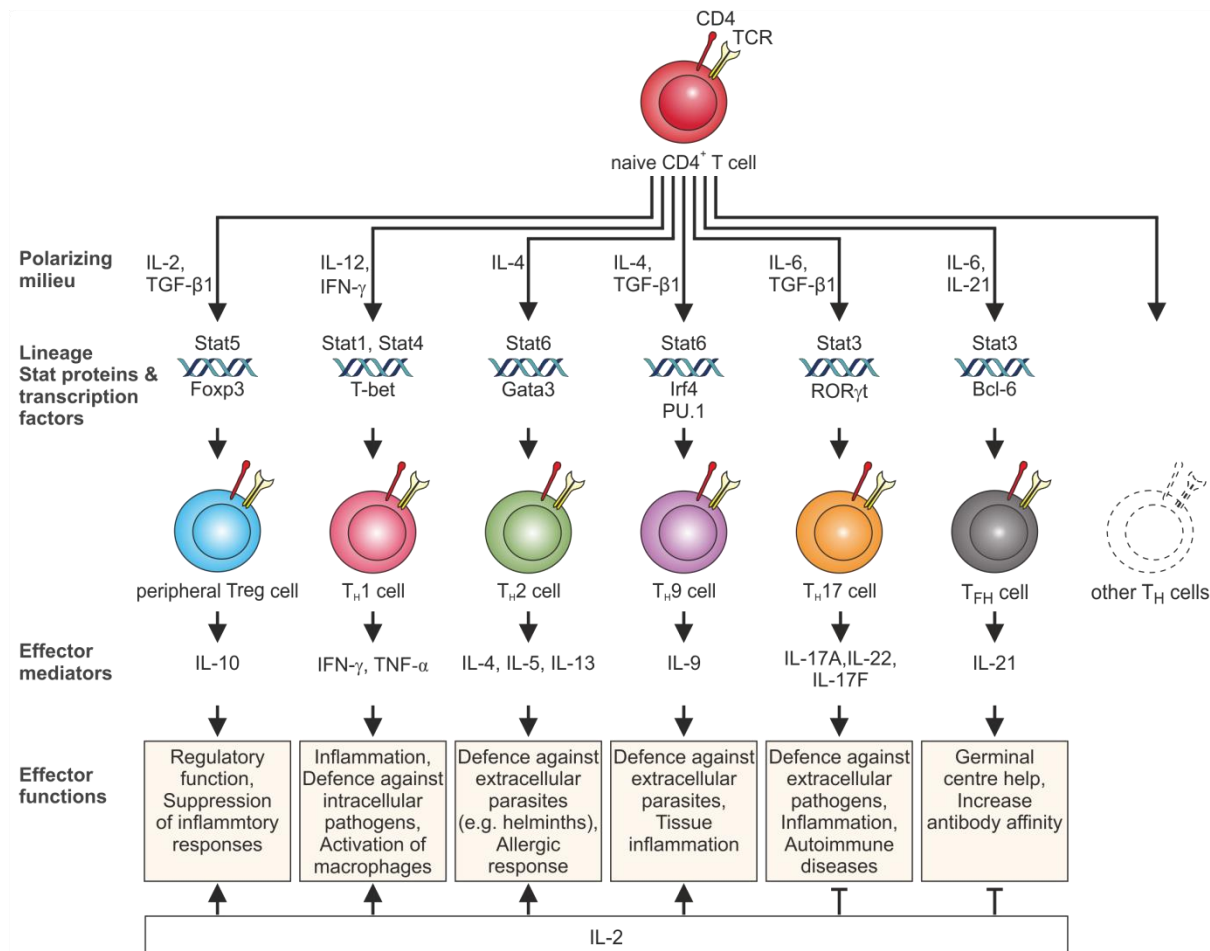 CD4
TCR
naive CD4+ T cell
Polarizing
milieu
IL-2,
TGF-β1
IL-12,
IFN-γ
IL-4
IL-4,
TGF-β1
IL-6,
TGF-β1
IL-6,
IL-21
Lineage
Stat proteins &
transcription
factors
Stat5
Foxp3
Stat1, Stat4
T-bet
Stat6
Gata3
Stat6
Irf4
PU.1
Stat3
RORγt
Stat3
Bcl-6
peripheral Treg cell
TH1 cell
TH2 cell
TH9 cell
TH17 cell
TFH cell
other TH cells
Effector
mediators
IL-10
IFN-γ, TNF-α
IL-4, IL-5, IL-13
IL-9
IL-17A,IL-22,
IL-17F
IL-21
Effector
functions
Regulatory
function,
Suppression
of inflammtory
responses
Inflammation,
Defence against
intracellular
pathogens,
Activation of
macrophages
Defence against
extracellular
parasites
(e.g. helminths),
Allergic
response
Defence against
extracellular
parasites,
Tissue
inflammation
Defence against
extracellular
pathogens,
Inflammation,
Autoimmune
diseases
Germinal
centre help,
Increase
antibody affinity
IL-2